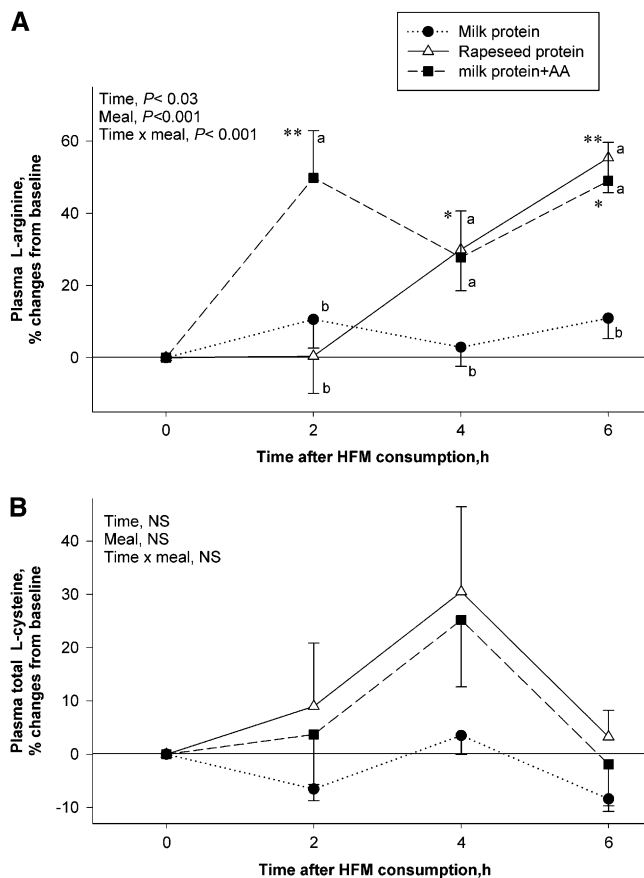 A
Milk protein
Rapeseed protein
milk protein+AA
Time, P< 0.03
Meal, P<0.001
Time x meal, P< 0.001
Plasma L-arginine,
% changes from baseline
60
40
20
0
** a
b
b
* a
a
b
** a
a
*
b
0 2 4 6
Time after HFM consumption,h
B
Time, NS
Meal, NS
Time x meal, NS
Plasma total L-cysteine,
% changes from baseline
40
30
20
10
0
-10
0 2 4 6
Time after HFM consumption,h